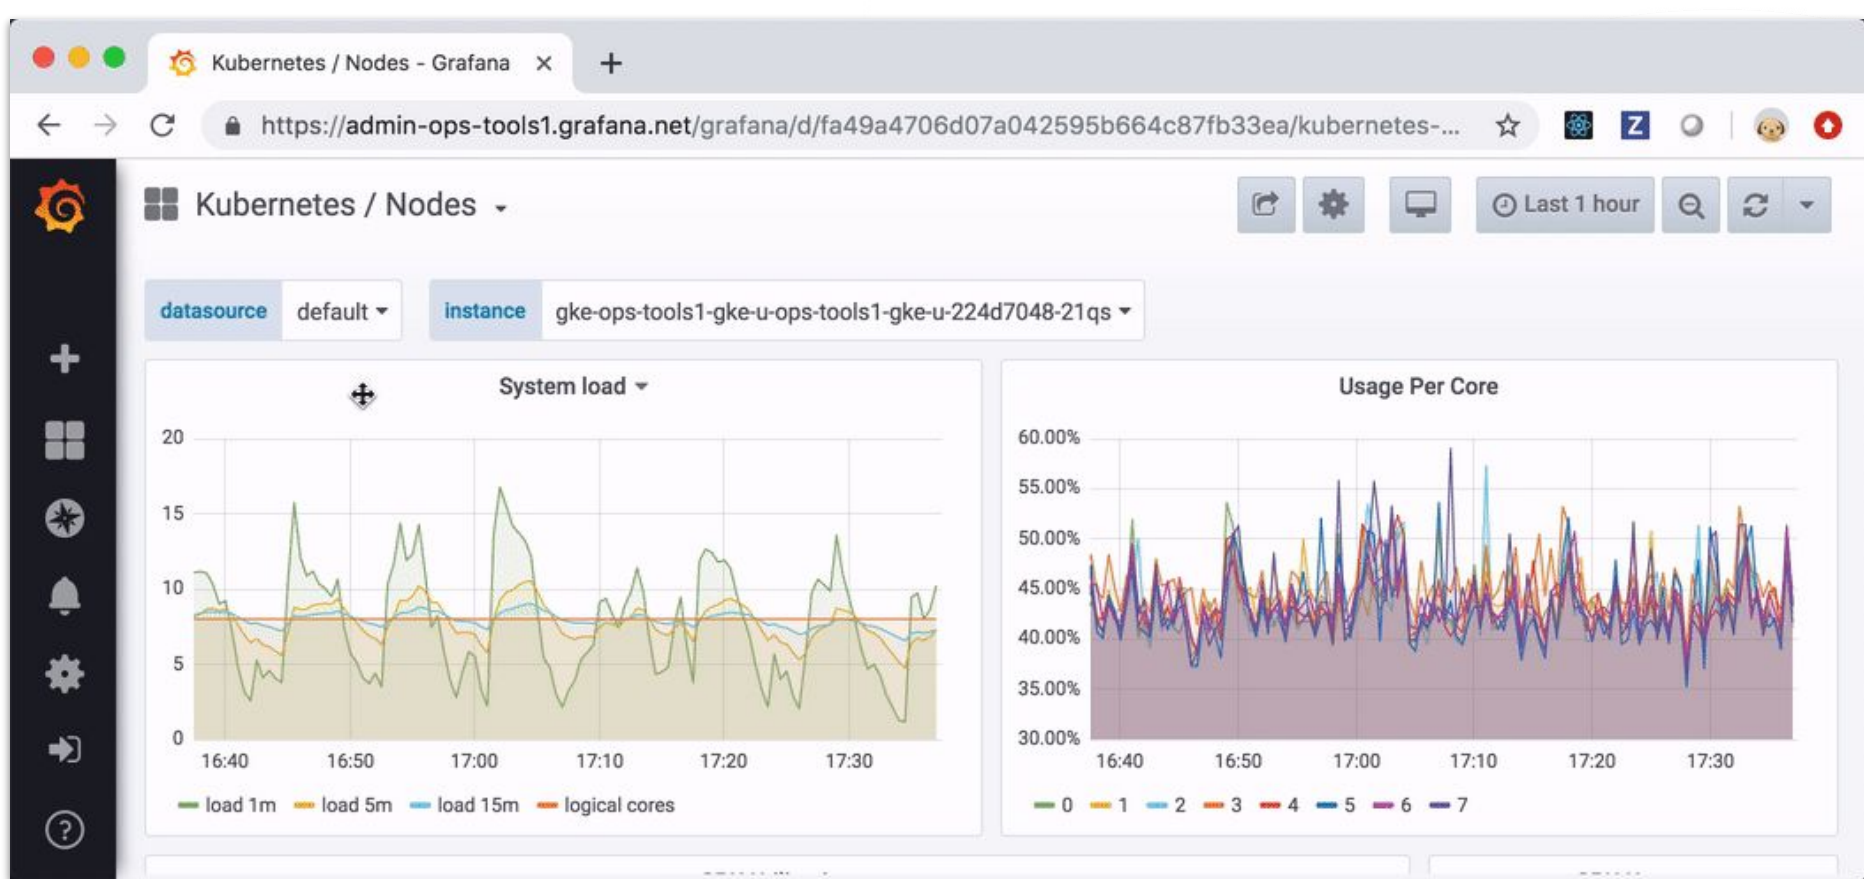 Kubernetes / Nodes - Grafana
https://admin-ops-tools1.grafana.net/grafana/d/fa49a4706d07a042595b664c87fb33ea/kubernetes-...
Z
Kubernetes / Nodes
Last 1 hour
datasource default instance gke-ops-tools1-gke-u-ops-tools1-gke-u-224d7048-21qs
System load
20
15
10
5
0
16:40 16:50 17:00 17:10 17:20 17:30
load 1m load 5m load 15m logical cores
Usage Per Core
60.00%
55.00%
50.00%
45.00%
40.00%
35.00%
30.00%
16:40 16:50 17:00 17:10 17:20 17:30
0 1 2 3 4 5 6 7